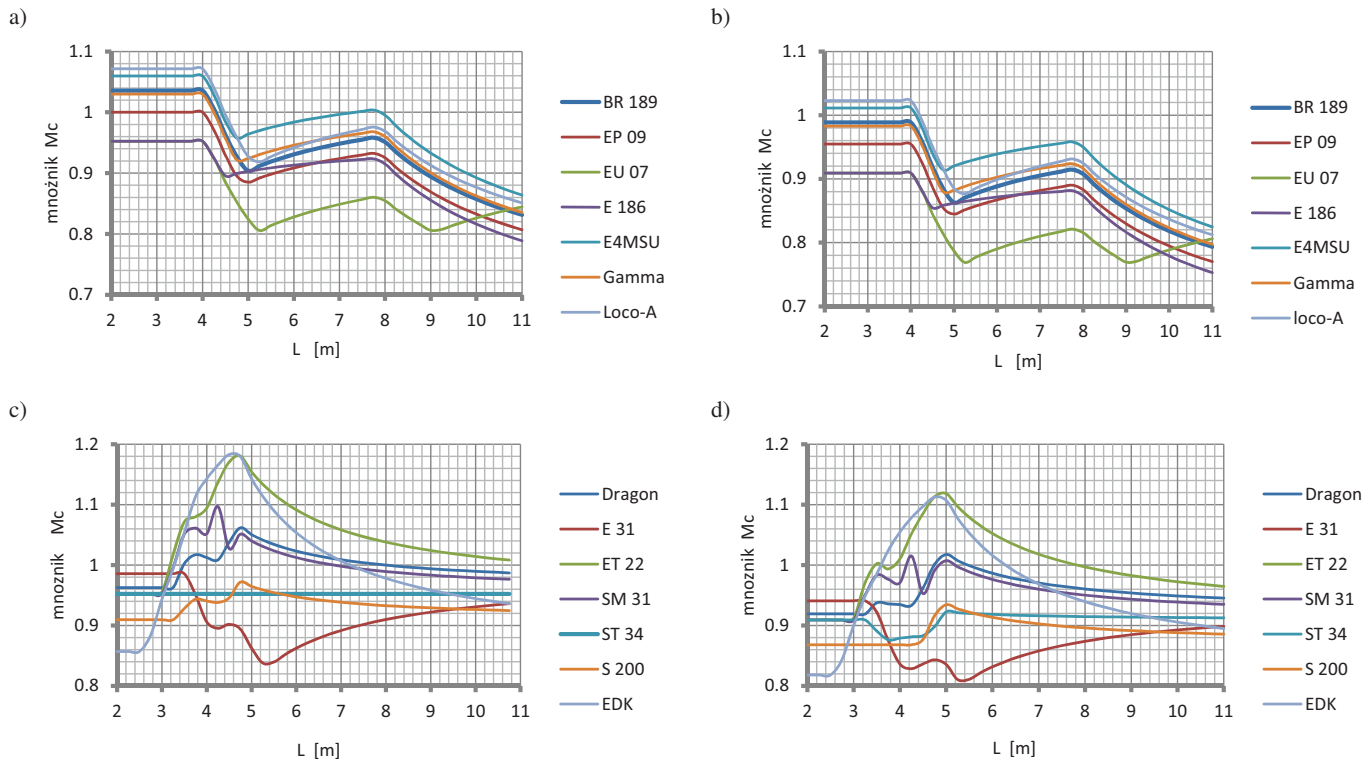 a)
mnożnik Mc
1.1
1
0.9
0.8
0.7
2 3 4 5 6 7 8 9 10 11
L [m]
BR 189
EP 09
EU 07
E 186
E4MSU
Gamma
Loco-A
b)
mnożnik Mc
1.1
1.0
0.9
0.8
0.7
2 3 4 5 6 7 8 9 10 11
L [m]
BR 189
EP 09
EU 07
E 186
E4MSU
Gamma
loco-A
c)
mnoznik Mc
1.2
1.1
1
0.9
0.8
2 3 4 5 6 7 8 9 10 11
L [m]
Dragon
E 31
ET 22
SM 31
ST 34
S 200
EDK
d)
mnoznik Mc
1.2
1.1
1
0.9
0.8
2 3 4 5 6 7 8 9 10 11
L [m]
Dragon
E 31
ET 22
SM 31
ST 34
S 200
EDK